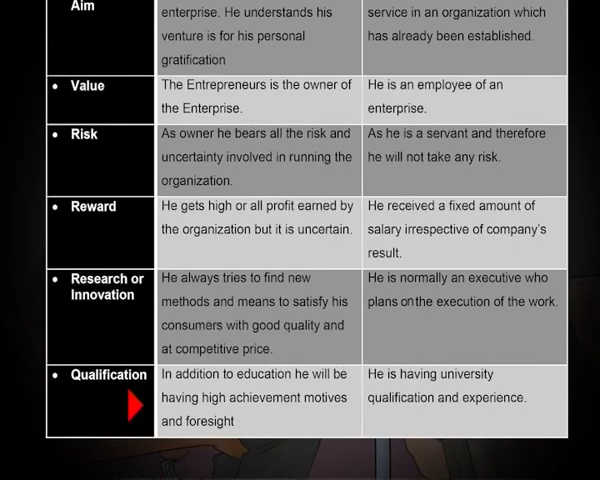 Aim
enterprise. He understands his
venture is for his personal
gratification
service in an organization which
has already been established.
• Value
The Entrepreneurs is the owner of
the Enterprise.
He is an employee of an
enterprise.
• Risk
As owner he bears all the risk and
uncertainty involved in running the
organization.
As he is a servant and therefore
he will not take any risk.
• Reward
He gets high or all profit earned by
the organization but it is uncertain.
He received a fixed amount of
salary irrespective of company's
result.
• Research or
Innovation
He always tries to find new
methods and means to satisfy his
consumers with good quality and
at competitive price.
He is normally an executive who
plans on the execution of the work.
• Qualification
In addition to education he will be
having high achievement motives
and foresight
He is having university
qualification and experience.